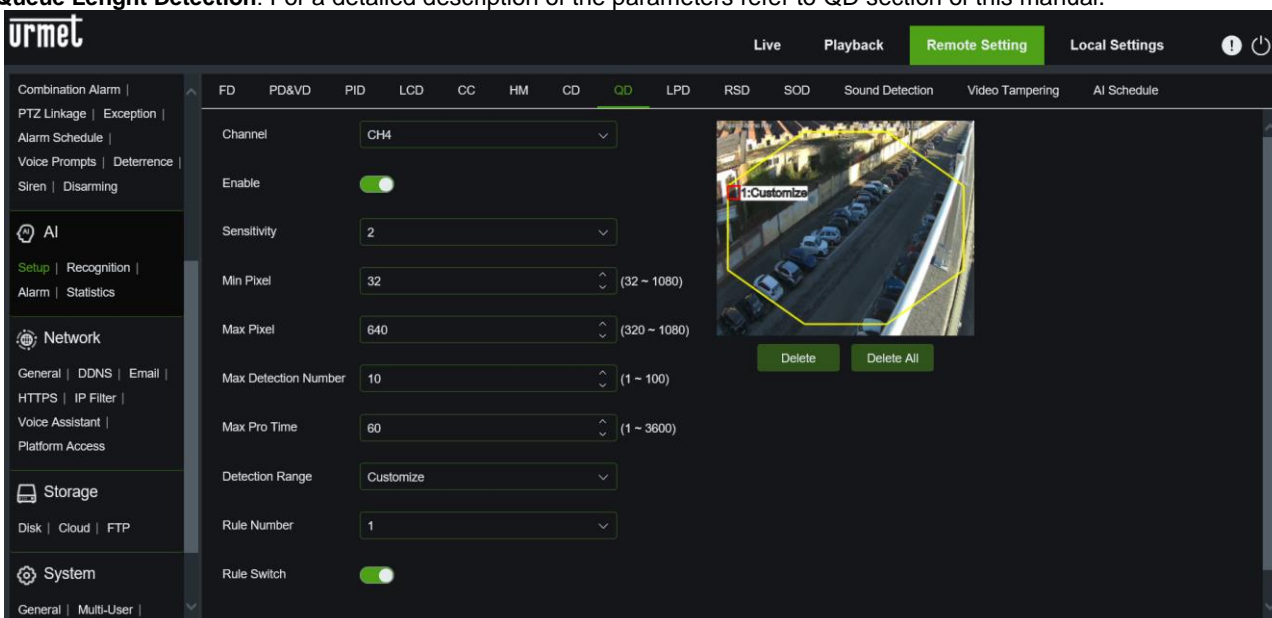 Queue Lenght Detection. For a detailed description of the parameters refer to QD section of this manual.
urmet
Live Playback Remote Setting Local Settings
Combination Alarm |
PTZ Linkage | Exception |
Alarm Schedule |
Voice Prompts | Deterrence |
Siren | Disarming
AI
Setup | Recognition |
Alarm | Statistics
Network
General | DDNS | Email |
HTTPS | IP Filter |
Voice Assistant |
Platform Access
Storage
Disk | Cloud | FTP
System
General | Multi-User |
FD PD&VD PID LCD CC HM CD QD LPD RSD SOD Sound Detection Video Tampering AI Schedule
Channel CH4
Enable
Sensitivity 2
Min Pixel 32 (32 ~ 1080)
Max Pixel 640 (320 ~ 1080)
Max Detection Number 10 (1 ~ 100)
Max Pro Time 60 (1 ~ 3600)
Detection Range Customize
Rule Number 1
Rule Switch
1:Customize
Delete Delete All